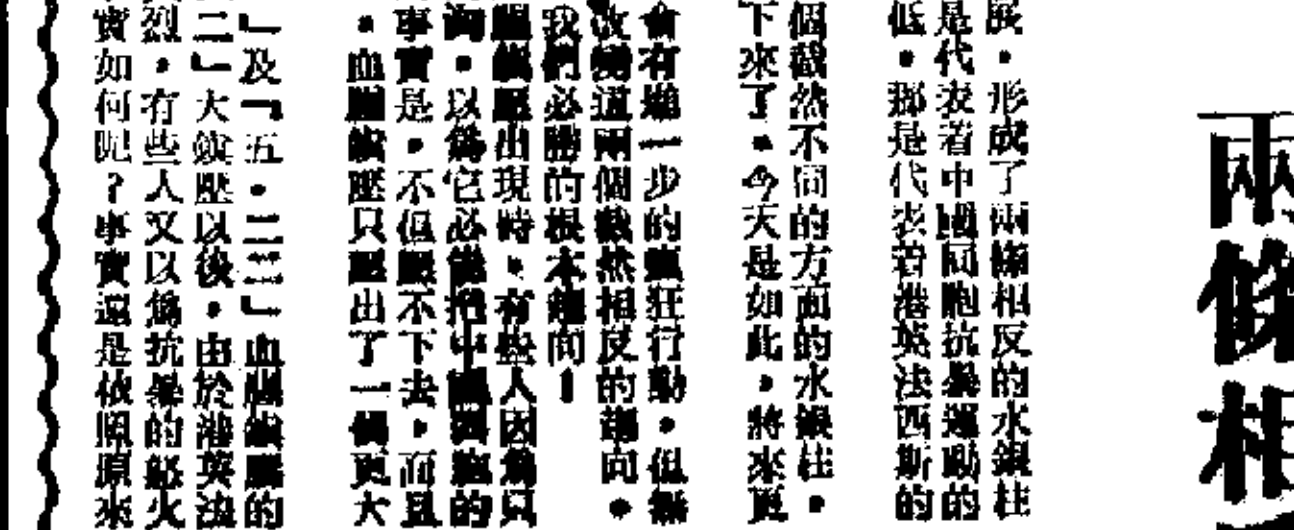 兩條相
展。形成了兩條相反的水銀柱
是代表着中國同胞抗暴運動的
低。那是代表着港英法西斯的
個截然不同的方面的水銀柱。
下來了。今天是如此,將來更
會有進一步的瘋狂行動,但無
改變這兩個截然相反的趨向。
我們必勝的根本趨向!
鎮壓出現時,有些人因為只
。以為它必能把中國同胞的
事實是,不但壓不下去,而且
。血腥鎮壓只壓出了一個更大
」及「五・二二」血腥鎮壓的
二」大鎮壓以後,由於港英法
烈,有些人又以為抗暴的怒火
實如何呢?事實還是依照原來